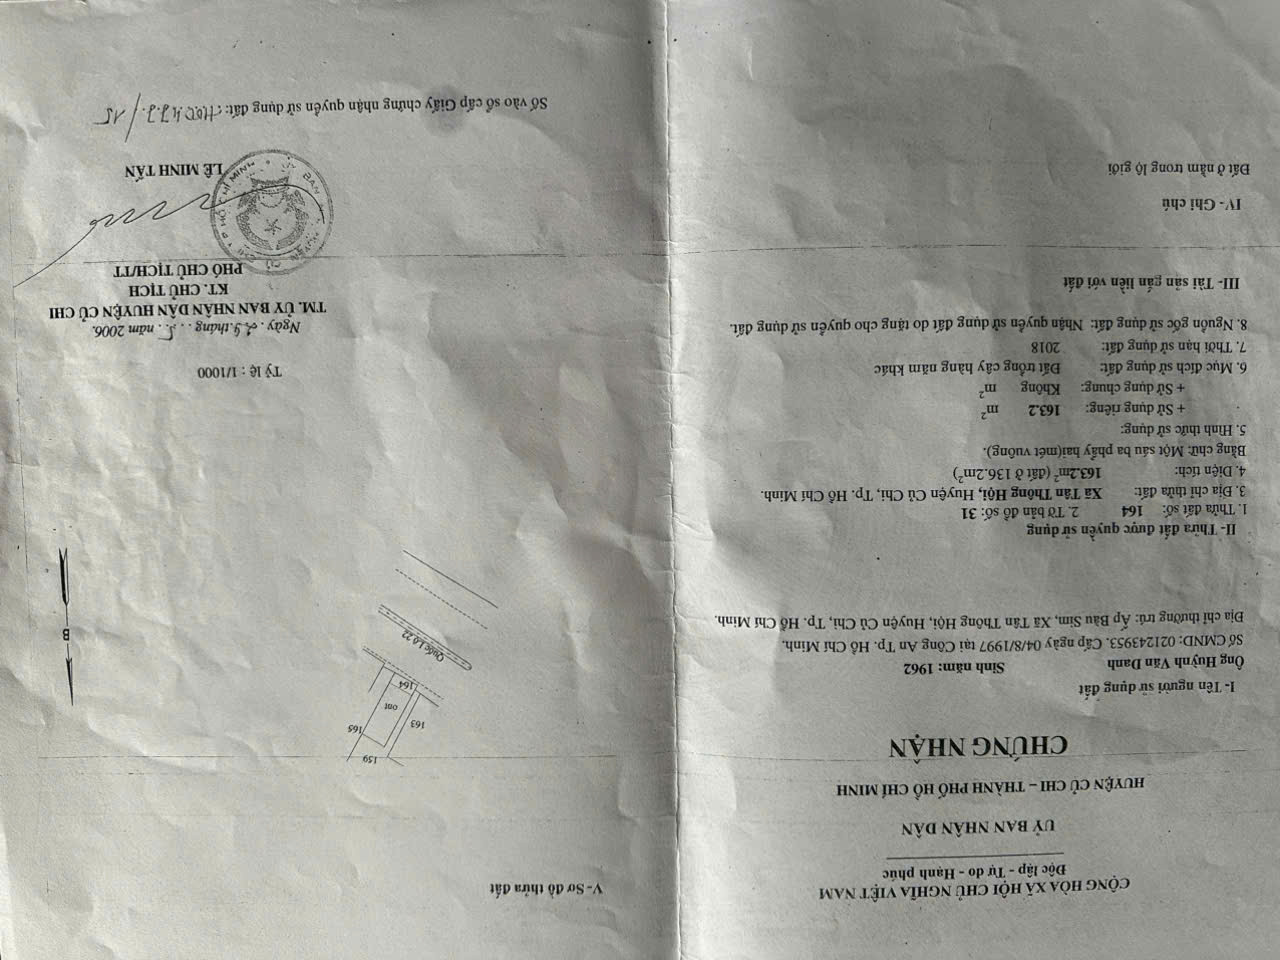 CỘNG HÒA XÃ HỘI CHỦ NGHĨA VIỆT NAM
Độc lập - Tự do - Hạnh phúc
UỶ BAN NHÂN DÂN
HUYỆN CỦ CHI – THÀNH PHỐ HỒ CHÍ MINH
CHỨNG NHẬN
I- Tên người sử dụng đất
Ông Huỳnh Văn Danh Sinh năm: 1962
Số CMND: 021243953. Cấp ngày 04/8/1997 tại Công An Tp. Hồ Chí Minh.
Địa chỉ thường trú: Ấp Bàu Sim, Xã Tân Thông Hội, Huyện Củ Chi, Tp. Hồ Chí Minh.
II- Thửa đất được quyền sử dụng
1. Thửa đất số: 164 2. Tờ bản đồ số: 31
3. Địa chỉ thửa đất: Xã Tân Thông Hội, Huyện Củ Chi, Tp. Hồ Chí Minh.
4. Diện tích: 163.2m² (đất ở 136.2m²)
Bằng chữ: Một sáu ba phẩy hai(mét vuông).
5. Hình thức sử dụng:
+ Sử dụng riêng: 163.2 m²
+ Sử dụng chung: Không m²
6. Mục đích sử dụng đất: Đất trồng cây hàng năm khác
7. Thời hạn sử dụng đất: 2018
8. Nguồn gốc sử dụng đất: Nhận quyền sử dụng đất do tặng cho quyền sử dụng đất.
III- Tài sản gắn liền với đất
IV- Ghi chú
Đất ở nằm trong lộ giới
V- Sơ đồ thửa đất
159
163
165
ont
164
Quốc Lộ 22
B
Tỷ lệ : 1/1000
Ngày 29 tháng 5 năm 2006.
TM. ỦY BAN NHÂN DÂN HUYỆN CỦ CHI
KT. CHỦ TỊCH
PHÓ CHỦ TỊCH/TT
LÊ MINH TẤN
Số vào sổ cấp Giấy chứng nhận quyền sử dụng đất: